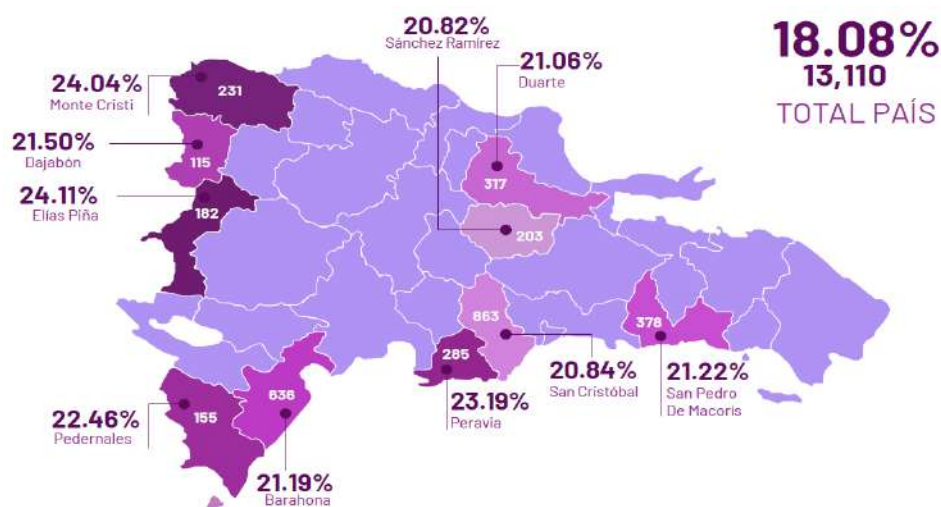 20.82%
Sánchez Ramírez
18.08%
13,110
TOTAL PAÍS
21.06%
Duarte
24.04%
Monte Cristi
231
21.50%
Dajabón
115
317
24.11%
Elías Piña
182
203
863
378
285
20.84%
San Cristóbal
21.22%
San Pedro
De Macorís
23.19%
Peravia
636
22.46%
Pedernales
155
21.19%
Barahona